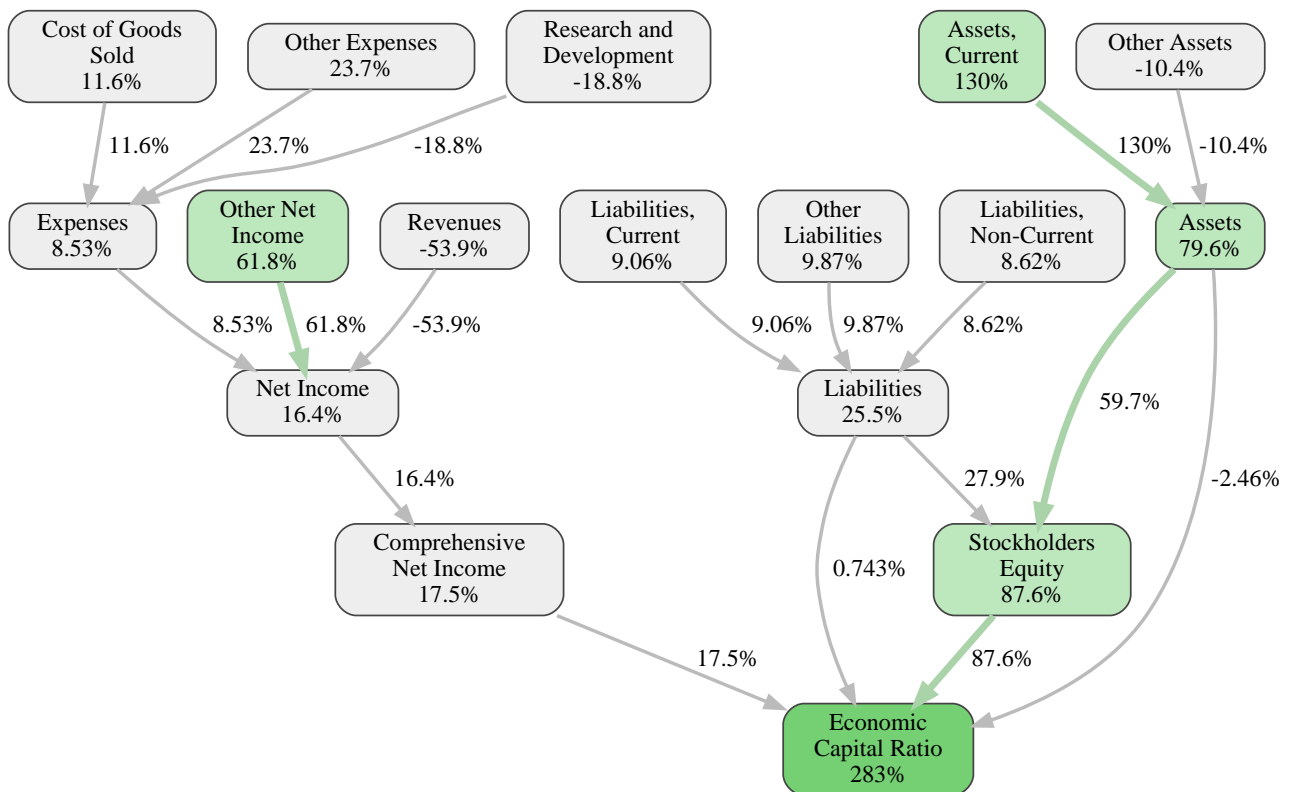 Cost of Goods
Sold
11.6%
Other Expenses
23.7%
Research and
Development
-18.8%
Assets,
Current
130%
Other Assets
-10.4%
11.6%
23.7%
-18.8%
130%
-10.4%
Expenses
8.53%
Other Net
Income
61.8%
Revenues
-53.9%
Liabilities,
Current
9.06%
Other
Liabilities
9.87%
Liabilities,
Non-Current
8.62%
Assets
79.6%
8.53%
61.8%
-53.9%
9.06%
9.87%
8.62%
Net Income
16.4%
Liabilities
25.5%
59.7%
16.4%
27.9%
-2.46%
Comprehensive
Net Income
17.5%
0.743%
Stockholders
Equity
87.6%
17.5%
87.6%
Economic
Capital Ratio
283%